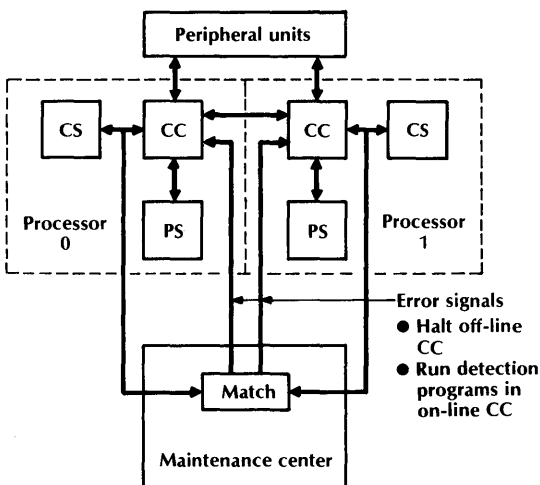 Peripheral units
CS
CC
CC
CS
Processor
0
PS
PS
Processor
1
Error signals
● Halt off-line
CC
● Run detection
programs in
on-line CC
Match
Maintenance center